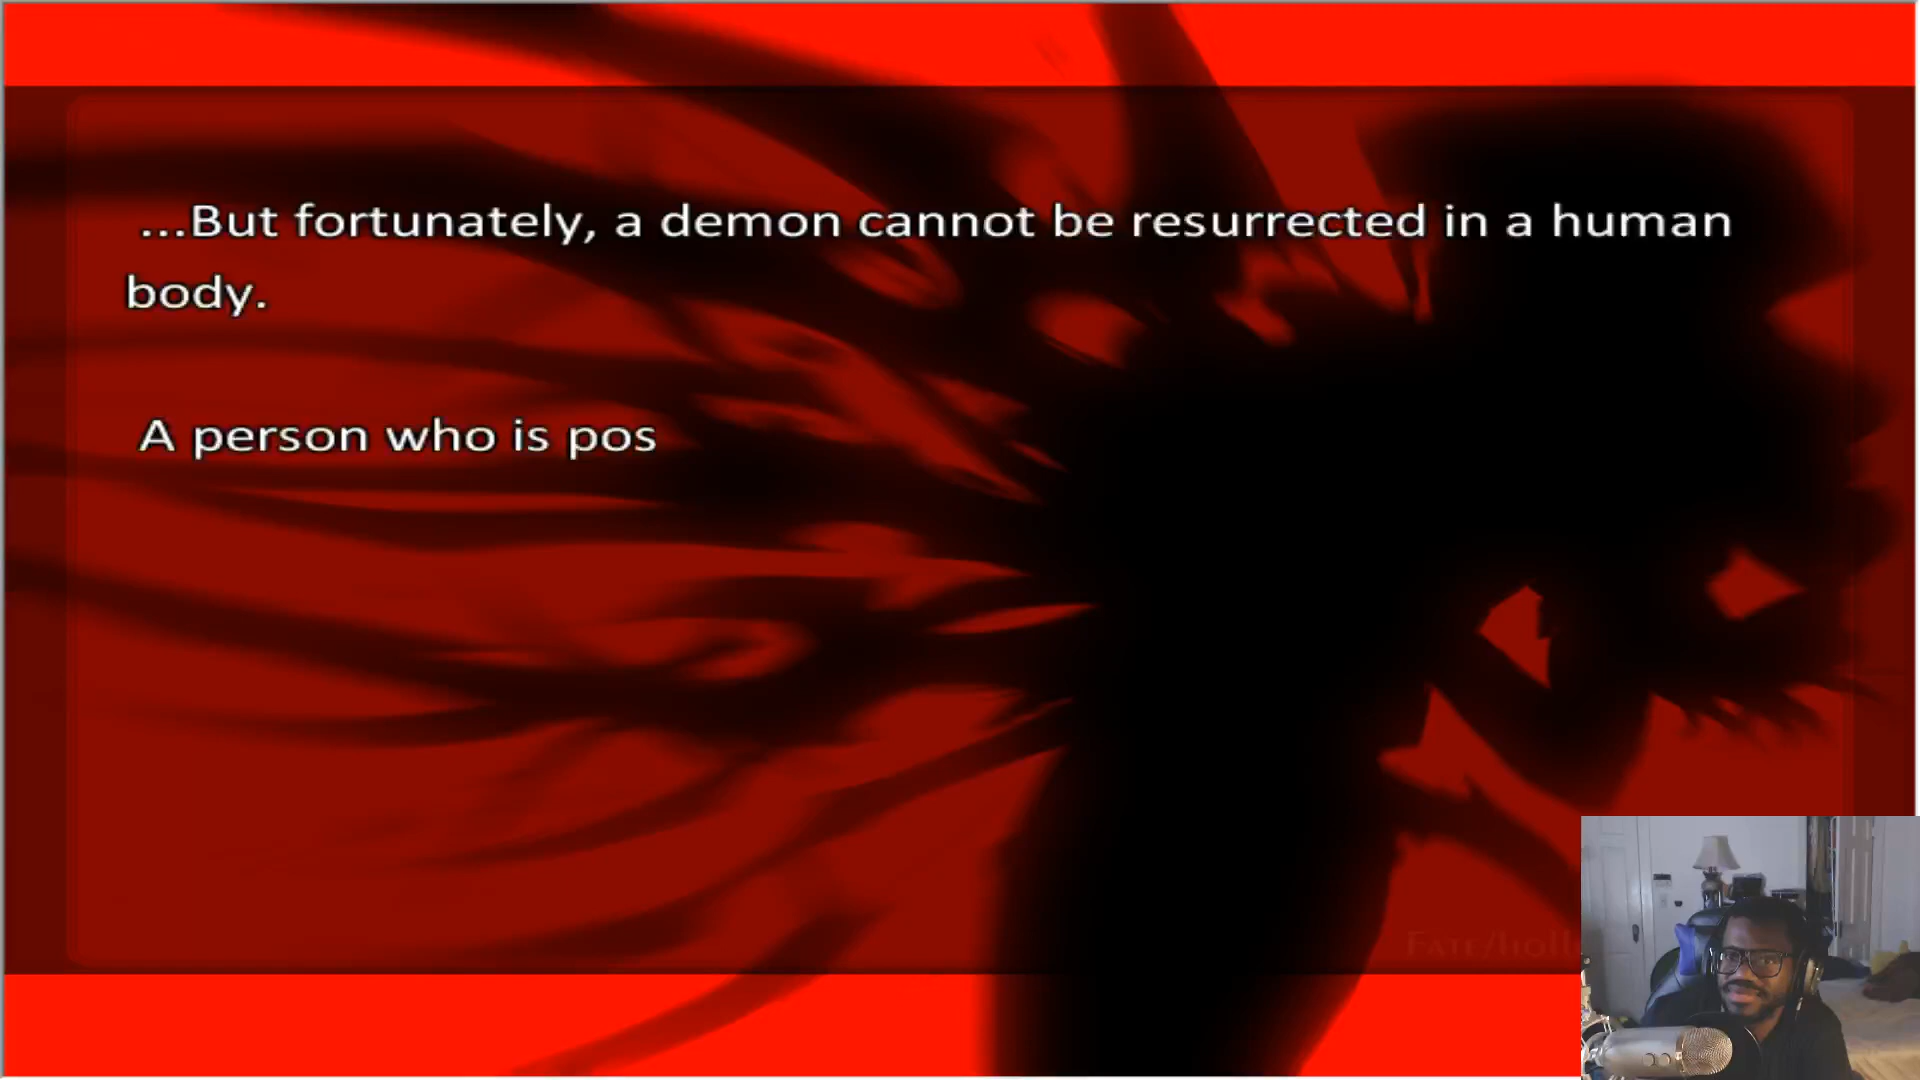 ...But fortunately, a demon cannot be resurrected in a human
body.
A person who is pos